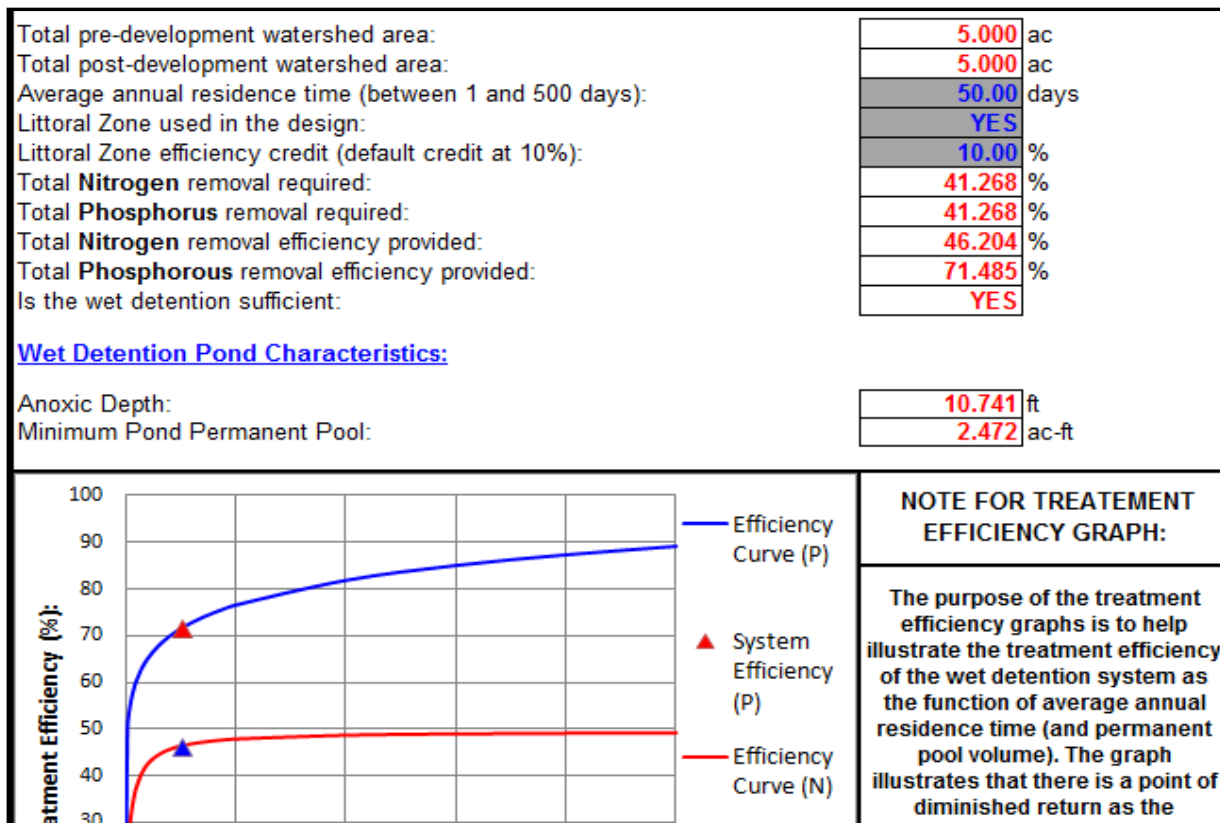 Total pre-development watershed area: 5.000 ac
Total post-development watershed area: 5.000 ac
Average annual residence time (between 1 and 500 days): 50.00 days
Littoral Zone used in the design: YES
Littoral Zone efficiency credit (default credit at 10%): 10.00 %
Total Nitrogen removal required: 41.268 %
Total Phosphorus removal required: 41.268 %
Total Nitrogen removal efficiency provided: 46.204 %
Total Phosphorous removal efficiency provided: 71.485 %
Is the wet detention sufficient: YES
Wet Detention Pond Characteristics:
Anoxic Depth: 10.741 ft
Minimum Pond Permanent Pool: 2.472 ac-ft
100
90
80
70
60
50
40
30
atment Efficiency (%):
Efficiency
Curve (P)
System
Efficiency
(P)
Efficiency
Curve (N)
NOTE FOR TREATEMENT
EFFICIENCY GRAPH:
The purpose of the treatment
efficiency graphs is to help
illustrate the treatment efficiency
of the wet detention system as
the function of average annual
residence time (and permanent
pool volume). The graph
illustrates that there is a point of
diminished return as the